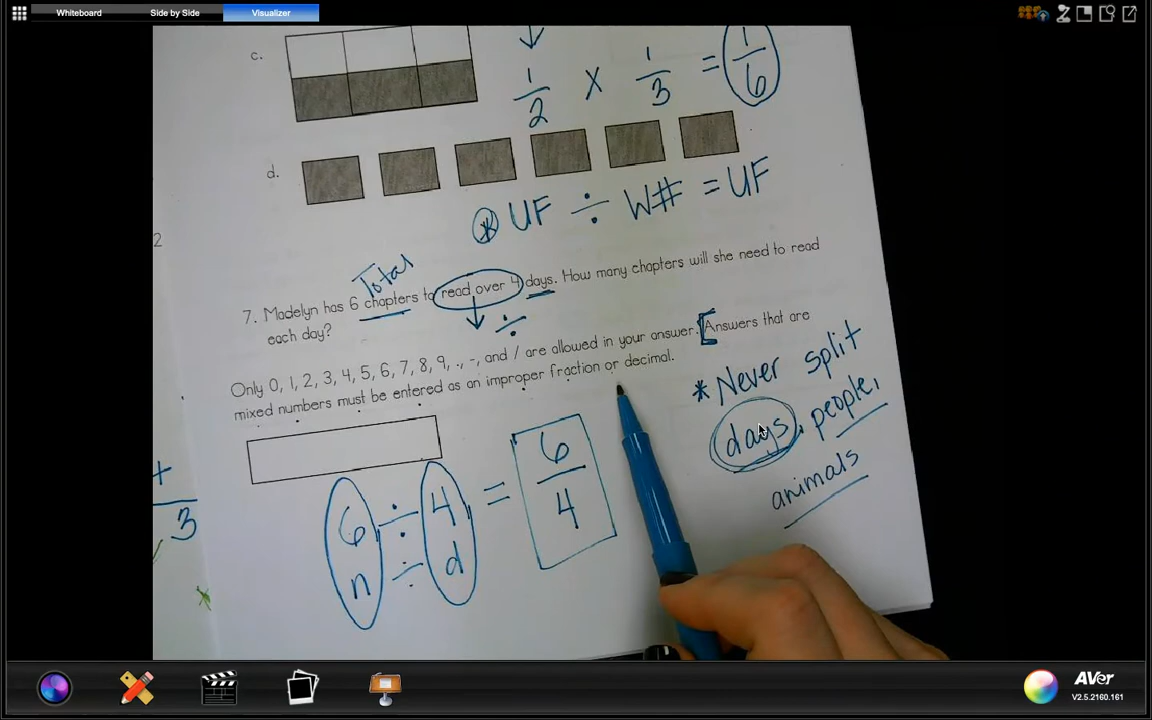 Whiteboard Side by Side Visualizer
c.
1/2 x 1/3 = 1/6
d.
* UF ÷ W# = UF
2
Total
7. Madelyn has 6 chapters to read over 4 days. How many chapters will she need to read
each day?
÷
Only 0, 1, 2, 3, 4, 5, 6, 7, 8, 9, ., -, and / are allowed in your answer. [Answers that are
mixed numbers must be entered as an improper fraction or decimal.
* Never split
days, people,
animals
+
3
6 ÷ 4 = 6/4
n ÷ d
AVer
V2.5.2160.161